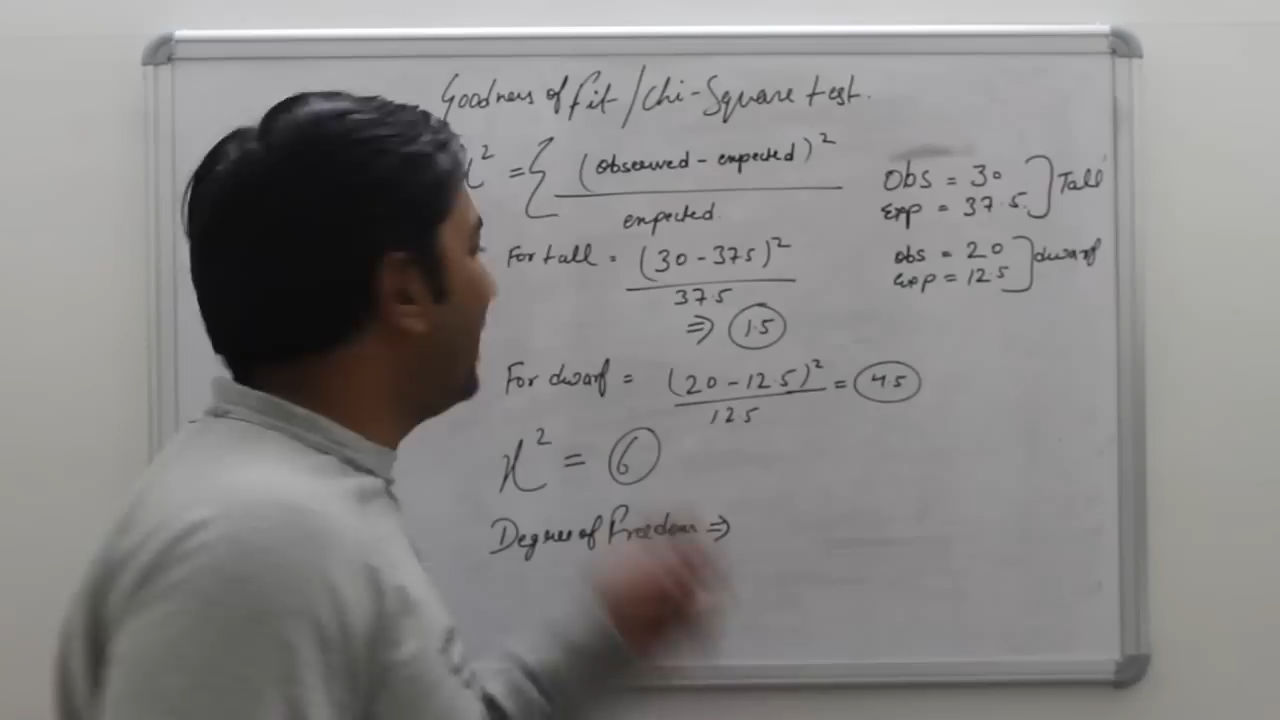 Goodness of fit / Chi-Square test.
χ² = Σ (observed - expected)² / expected
Obs = 30
Exp = 37.5 Tall
obs = 20
Exp = 12.5 dwarf
For tall = (30 - 37.5)² / 37.5
⇒ 1.5
For dwarf = (20 - 12.5)² / 12.5 = 4.5
χ² = 6
Degree of Freedom ⇒